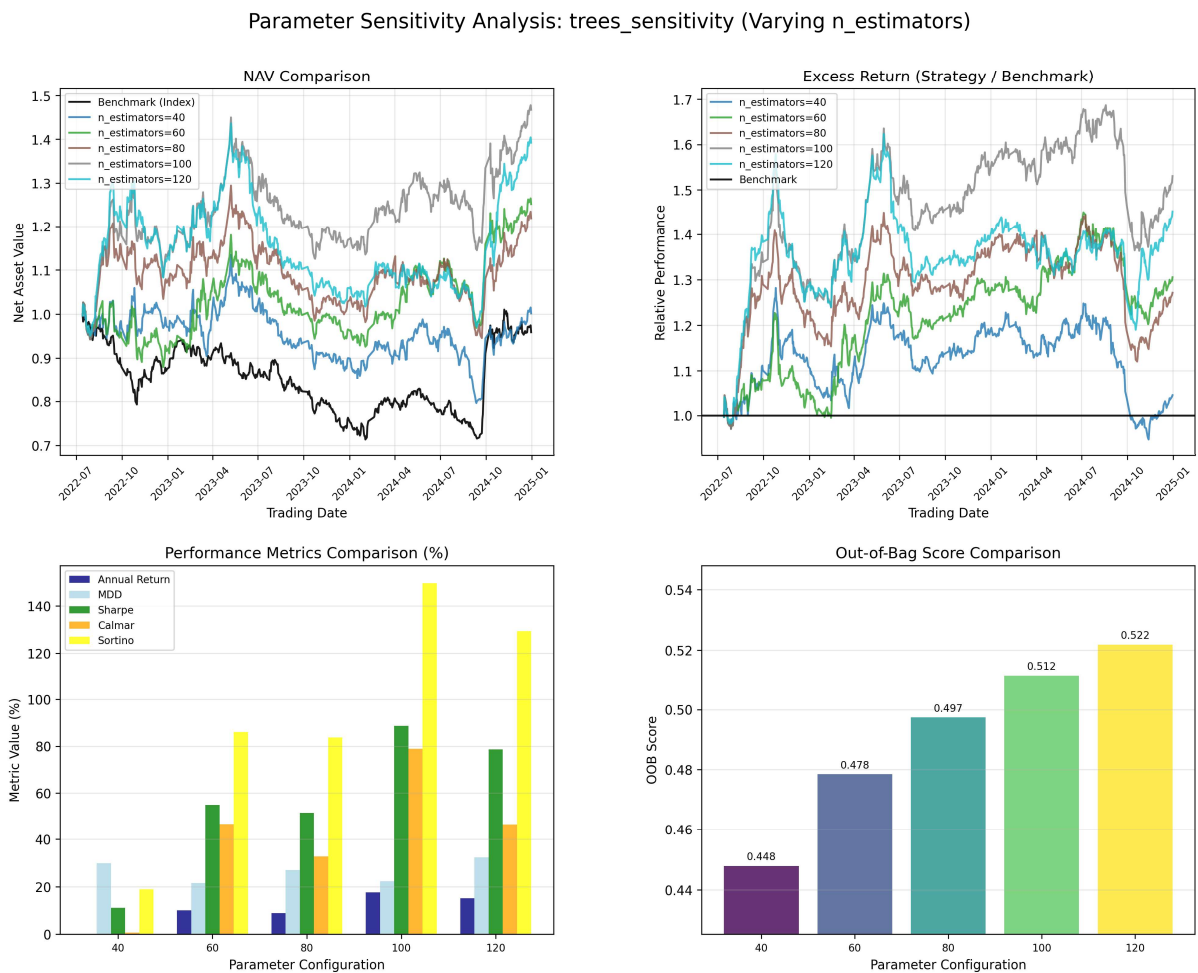 Parameter Sensitivity Analysis: trees_sensitivity (Varying n_estimators)
NAV Comparison
Net Asset Value
1.5
1.4
1.3
1.2
1.1
1.0
0.9
0.8
0.7
Benchmark (Index)
n_estimators=40
n_estimators=60
n_estimators=80
n_estimators=100
n_estimators=120
2022-07
2022-10
2023-01
2023-04
2023-07
2023-10
2024-01
2024-04
2024-07
2024-10
2025-01
Trading Date
Excess Return (Strategy / Benchmark)
Relative Performance
1.7
1.6
1.5
1.4
1.3
1.2
1.1
1.0
n_estimators=40
n_estimators=60
n_estimators=80
n_estimators=100
n_estimators=120
Benchmark
2022-07
2022-10
2023-01
2023-04
2023-07
2023-10
2024-01
2024-04
2024-07
2024-10
2025-01
Trading Date
Performance Metrics Comparison (%)
Metric Value (%)
140
120
100
80
60
40
20
0
Annual Return
MDD
Sharpe
Calmar
Sortino
40
60
80
100
120
Parameter Configuration
Out-of-Bag Score Comparison
OOB Score
0.54
0.52
0.50
0.48
0.46
0.44
0.448
0.478
0.497
0.512
0.522
40
60
80
100
120
Parameter Configuration